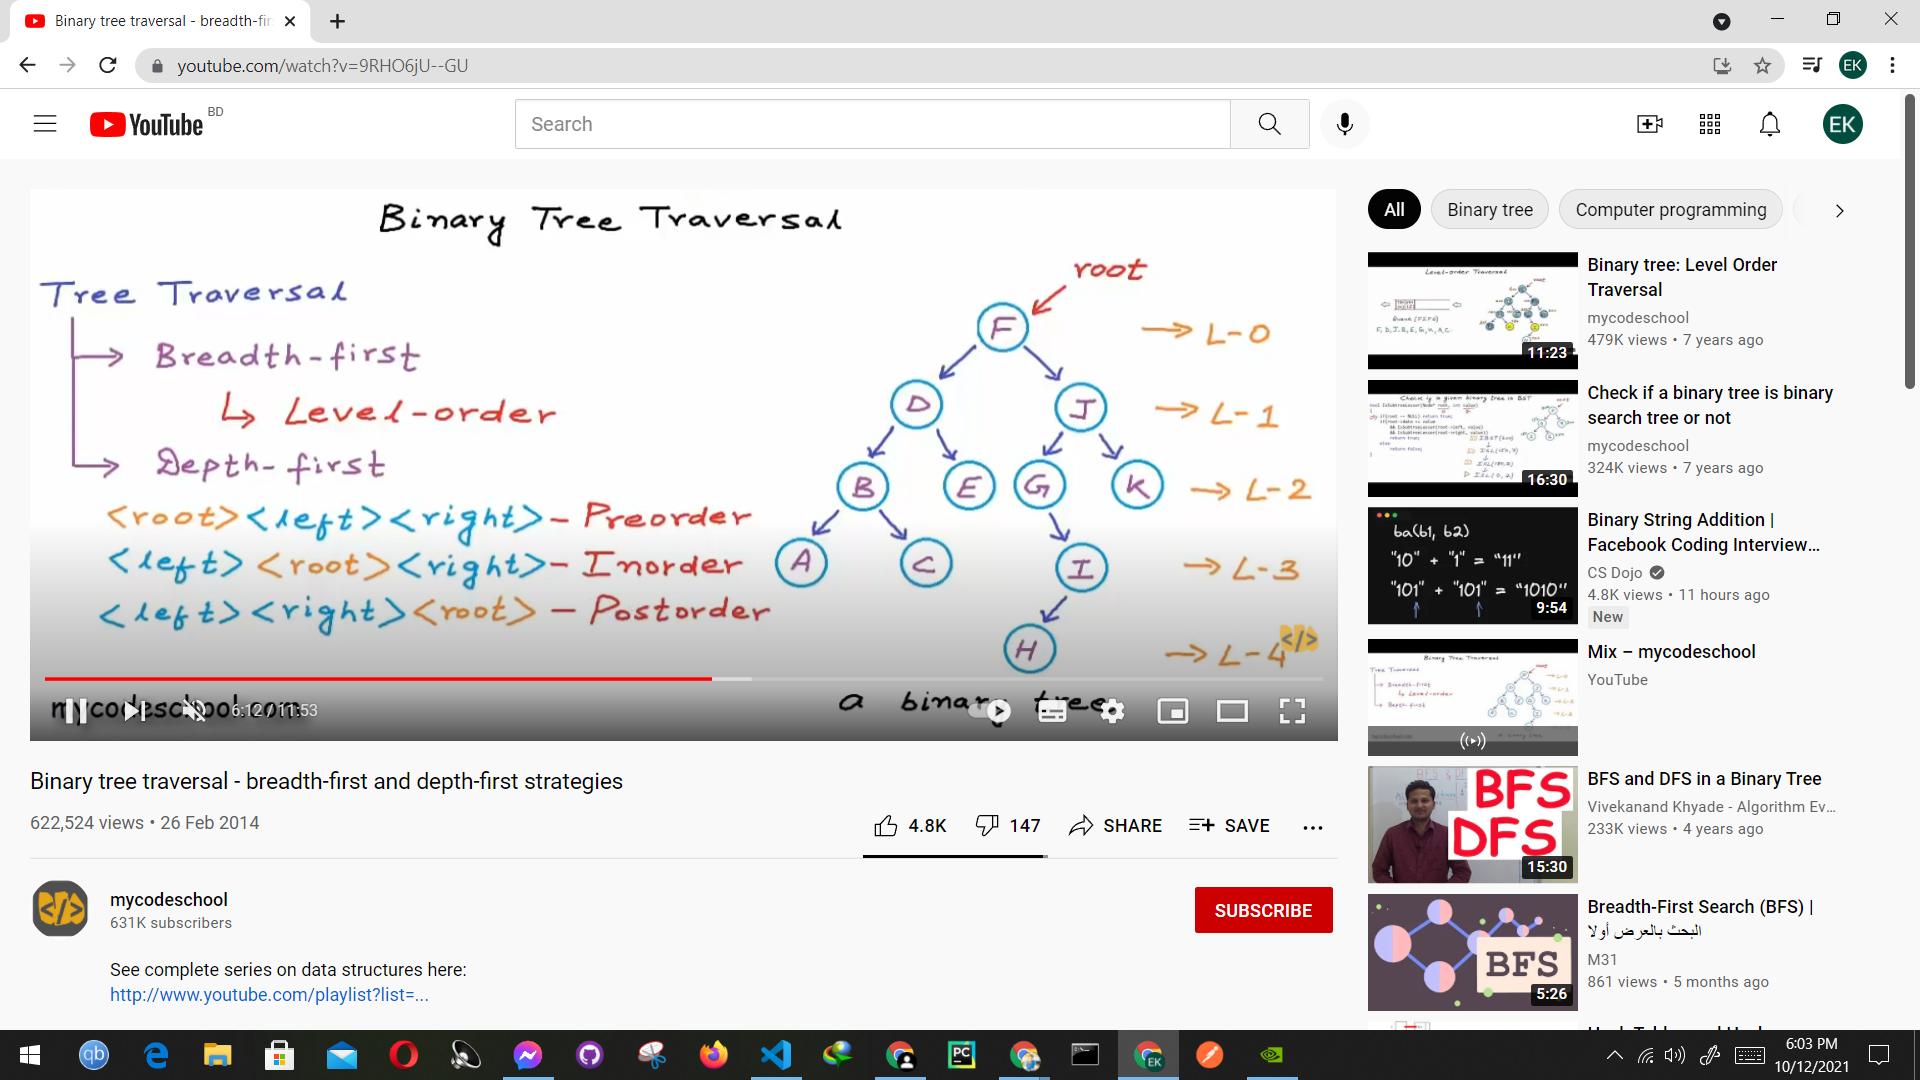 Binary tree traversal - breadth-fir
youtube.com/watch?v=9RHO6jU--GU
EK
YouTube BD
Search
EK
Binary Tree Traversal
Tree Traversal
Breadth-first
Level-order
Depth-first
<root><left><right> - Preorder
<left><root><right> - Inorder
<left><right><root> - Postorder
root
F → L-0
D J → L-1
B E G K → L-2
A C I → L-3
H → L-4
</>
mycodeschool.com
a binary tree
6:12 / 11:53
Binary tree traversal - breadth-first and depth-first strategies
622,524 views • 26 Feb 2014
4.8K 147 SHARE SAVE
mycodeschool
631K subscribers
SUBSCRIBE
See complete series on data structures here:
http://www.youtube.com/playlist?list=...
All Binary tree Computer programming
Level-order Traversal
11:23
Binary tree: Level Order
Traversal
mycodeschool
479K views • 7 years ago
16:30
Check if a binary tree is binary
search tree or not
mycodeschool
324K views • 7 years ago
ba(b1, b2)
"10" + "1" = "11"
"101" + "101" = "1010"
9:54
Binary String Addition |
Facebook Coding Interview...
CS Dojo
4.8K views • 11 hours ago
New
Binary Tree Traversal
Mix – mycodeschool
YouTube
BFS
DFS
15:30
BFS and DFS in a Binary Tree
Vivekanand Khyade - Algorithm Ev...
233K views • 4 years ago
BFS
5:26
Breadth-First Search (BFS) |
البحث بالعرض أولا
M31
861 views • 5 months ago
qb
PC
EK
6:03 PM
10/12/2021